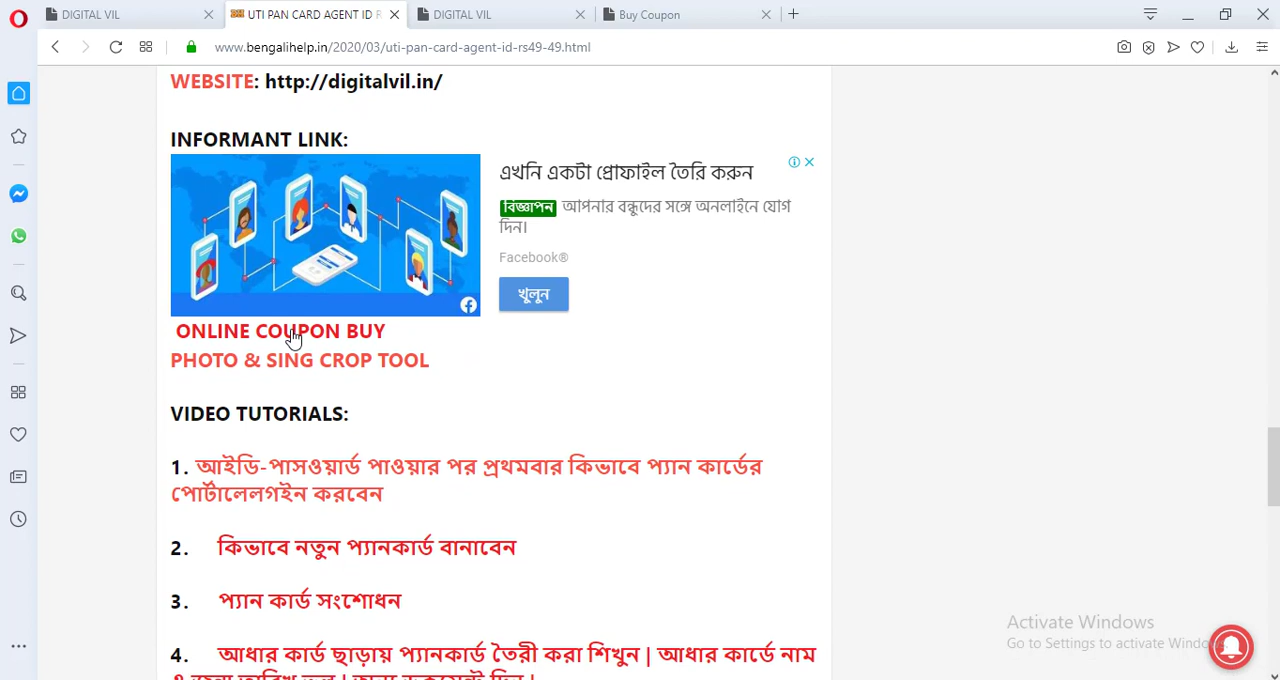 DIGITAL VIL
UTI PAN CARD AGENT ID R
DIGITAL VIL
Buy Coupon
www.bengalihelp.in/2020/03/uti-pan-card-agent-id-rs49-49.html
WEBSITE: http://digitalvil.in/
INFORMANT LINK:
এখনি একটা প্রোফাইল তৈরি করুন
বিজ্ঞাপন আপনার বন্ধুদের সঙ্গে অনলাইনে যোগ
দিন।
Facebook®
খুলুন
ONLINE COUPON BUY
PHOTO & SING CROP TOOL
VIDEO TUTORIALS:
1. আইডি-পাসওয়ার্ড পাওয়ার পর প্রথমবার কিভাবে প্যান কার্ডের
পোর্টালেলগইন করবেন
2. কিভাবে নতুন প্যানকার্ড বানাবেন
3. প্যান কার্ড সংশোধন
4. আধার কার্ড ছাড়ায় প্যানকার্ড তৈরী করা শিখুন | আধার কার্ডে নাম
Activate Windows
Go to Settings to activate Windo